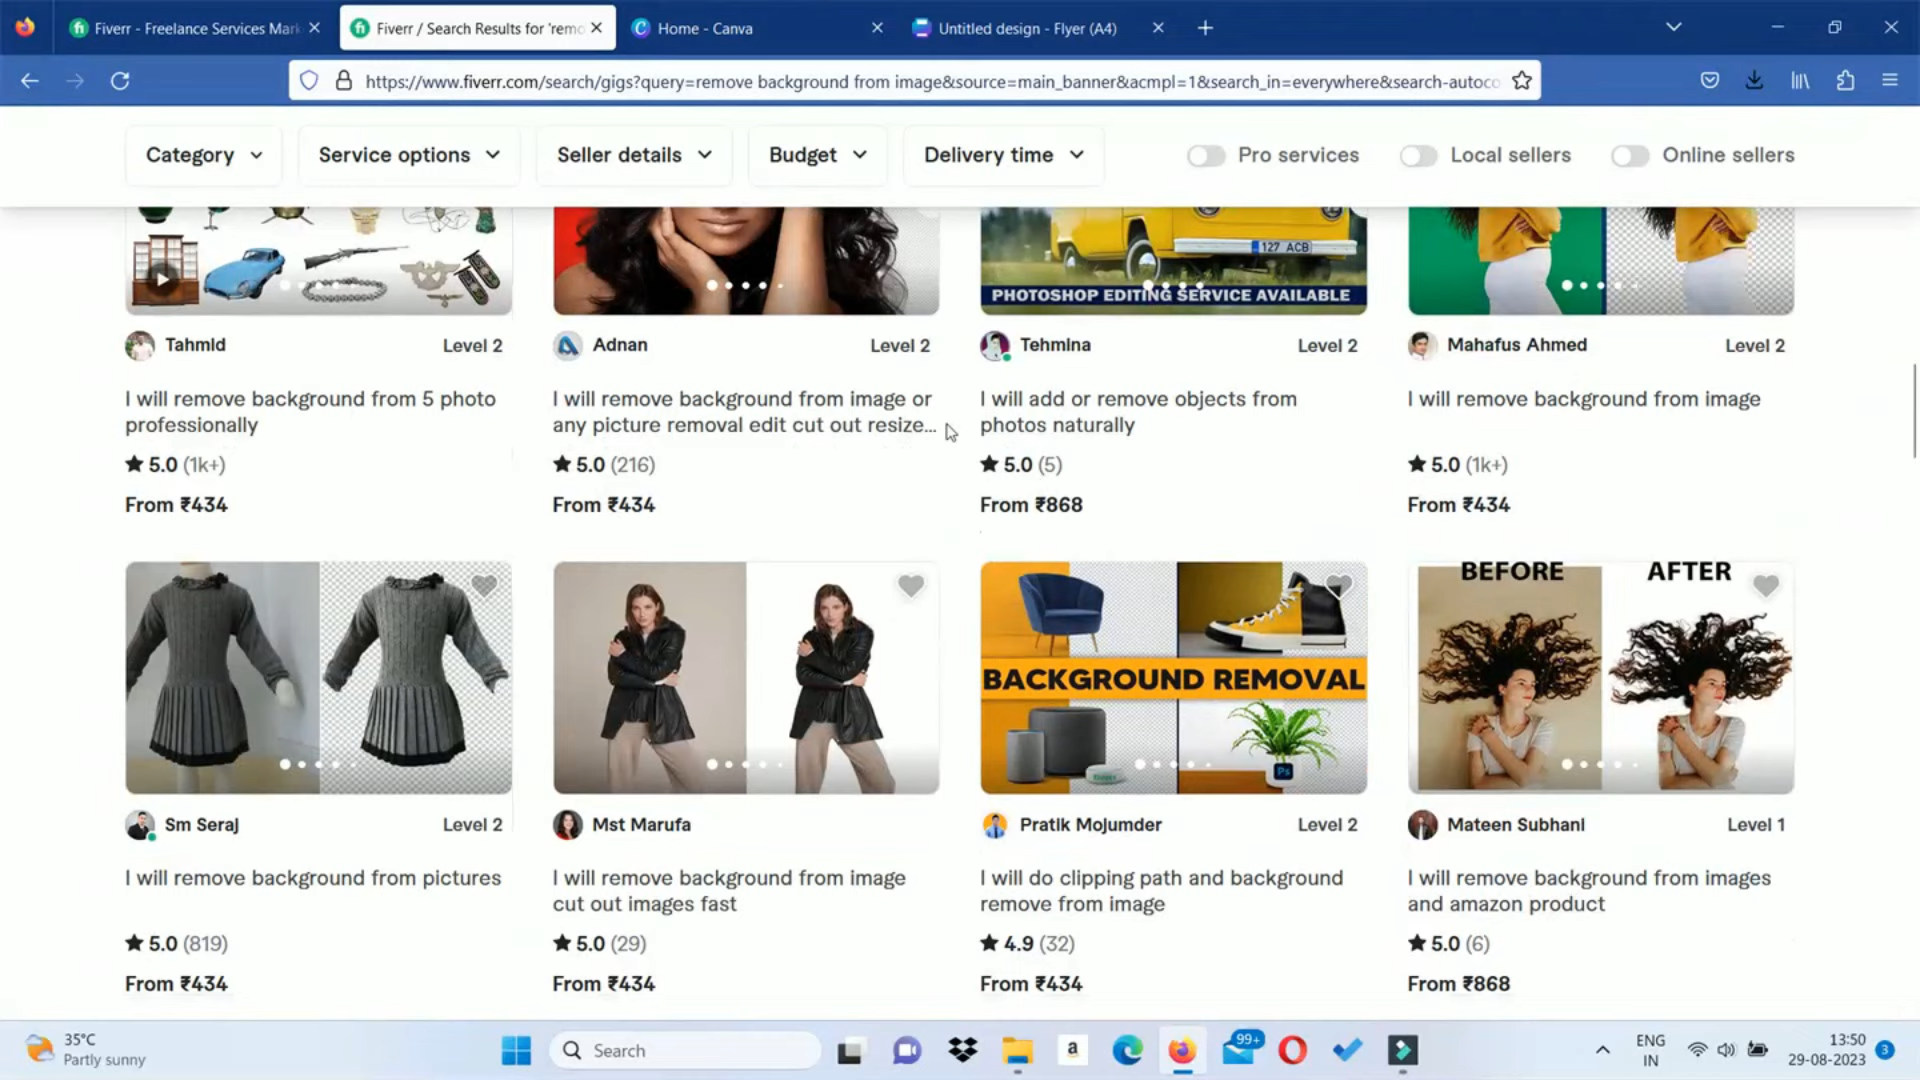 Fiverr - Freelance Services Mark
Fiverr / Search Results for 'remo
Home - Canva
Untitled design - Flyer (A4)
https://www.fiverr.com/search/gigs?query=remove background from image&source=main_banner&acmpl=1&search_in=everywhere&search-autoco
Category
Service options
Seller details
Budget
Delivery time
Pro services
Local sellers
Online sellers
127 ACB
PHOTOSHOP EDITING SERVICE AVAILABLE
Tahmid
Level 2
Adnan
Level 2
Tehmina
Level 2
Mahafus Ahmed
Level 2
I will remove background from 5 photo
professionally
I will remove background from image or
any picture removal edit cut out resize...
I will add or remove objects from
photos naturally
I will remove background from image
5.0 (1k+)
5.0 (216)
5.0 (5)
5.0 (1k+)
From ₹434
From ₹434
From ₹868
From ₹434
BACKGROUND REMOVAL
Ps
BEFORE
AFTER
Sm Seraj
Level 2
Mst Marufa
Pratik Mojumder
Level 2
Mateen Subhani
Level 1
I will remove background from pictures
I will remove background from image
cut out images fast
I will do clipping path and background
remove from image
I will remove background from images
and amazon product
5.0 (819)
5.0 (29)
4.9 (32)
5.0 (6)
From ₹434
From ₹434
From ₹434
From ₹868
35°C
Partly sunny
Search
a
99+
ENG
IN
13:50
29-08-2023
3